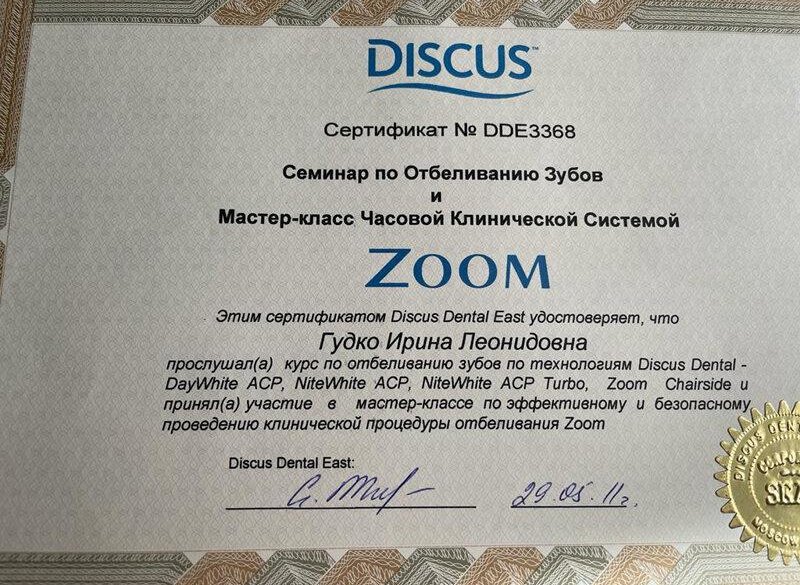 DISCUS™
Сертификат № DDE3368
Семинар по Отбеливанию Зубов
и
Мастер-класс Часовой Клинической Системой
ZOOM
Этим сертификатом Discus Dental East удостоверяет, что
Гудко Ирина Леонидовна
прослушал(а) курс по отбеливанию зубов по технологиям Discus Dental -
DayWhite ACP, NiteWhite ACP, NiteWhite ACP Turbo, Zoom Chairside и
принял(а) участие в мастер-классе по эффективному и безопасному
проведению клинической процедуры отбеливания Zoom
Discus Dental East:
29.05.11г.
DISCUS DEN
MOSCOW